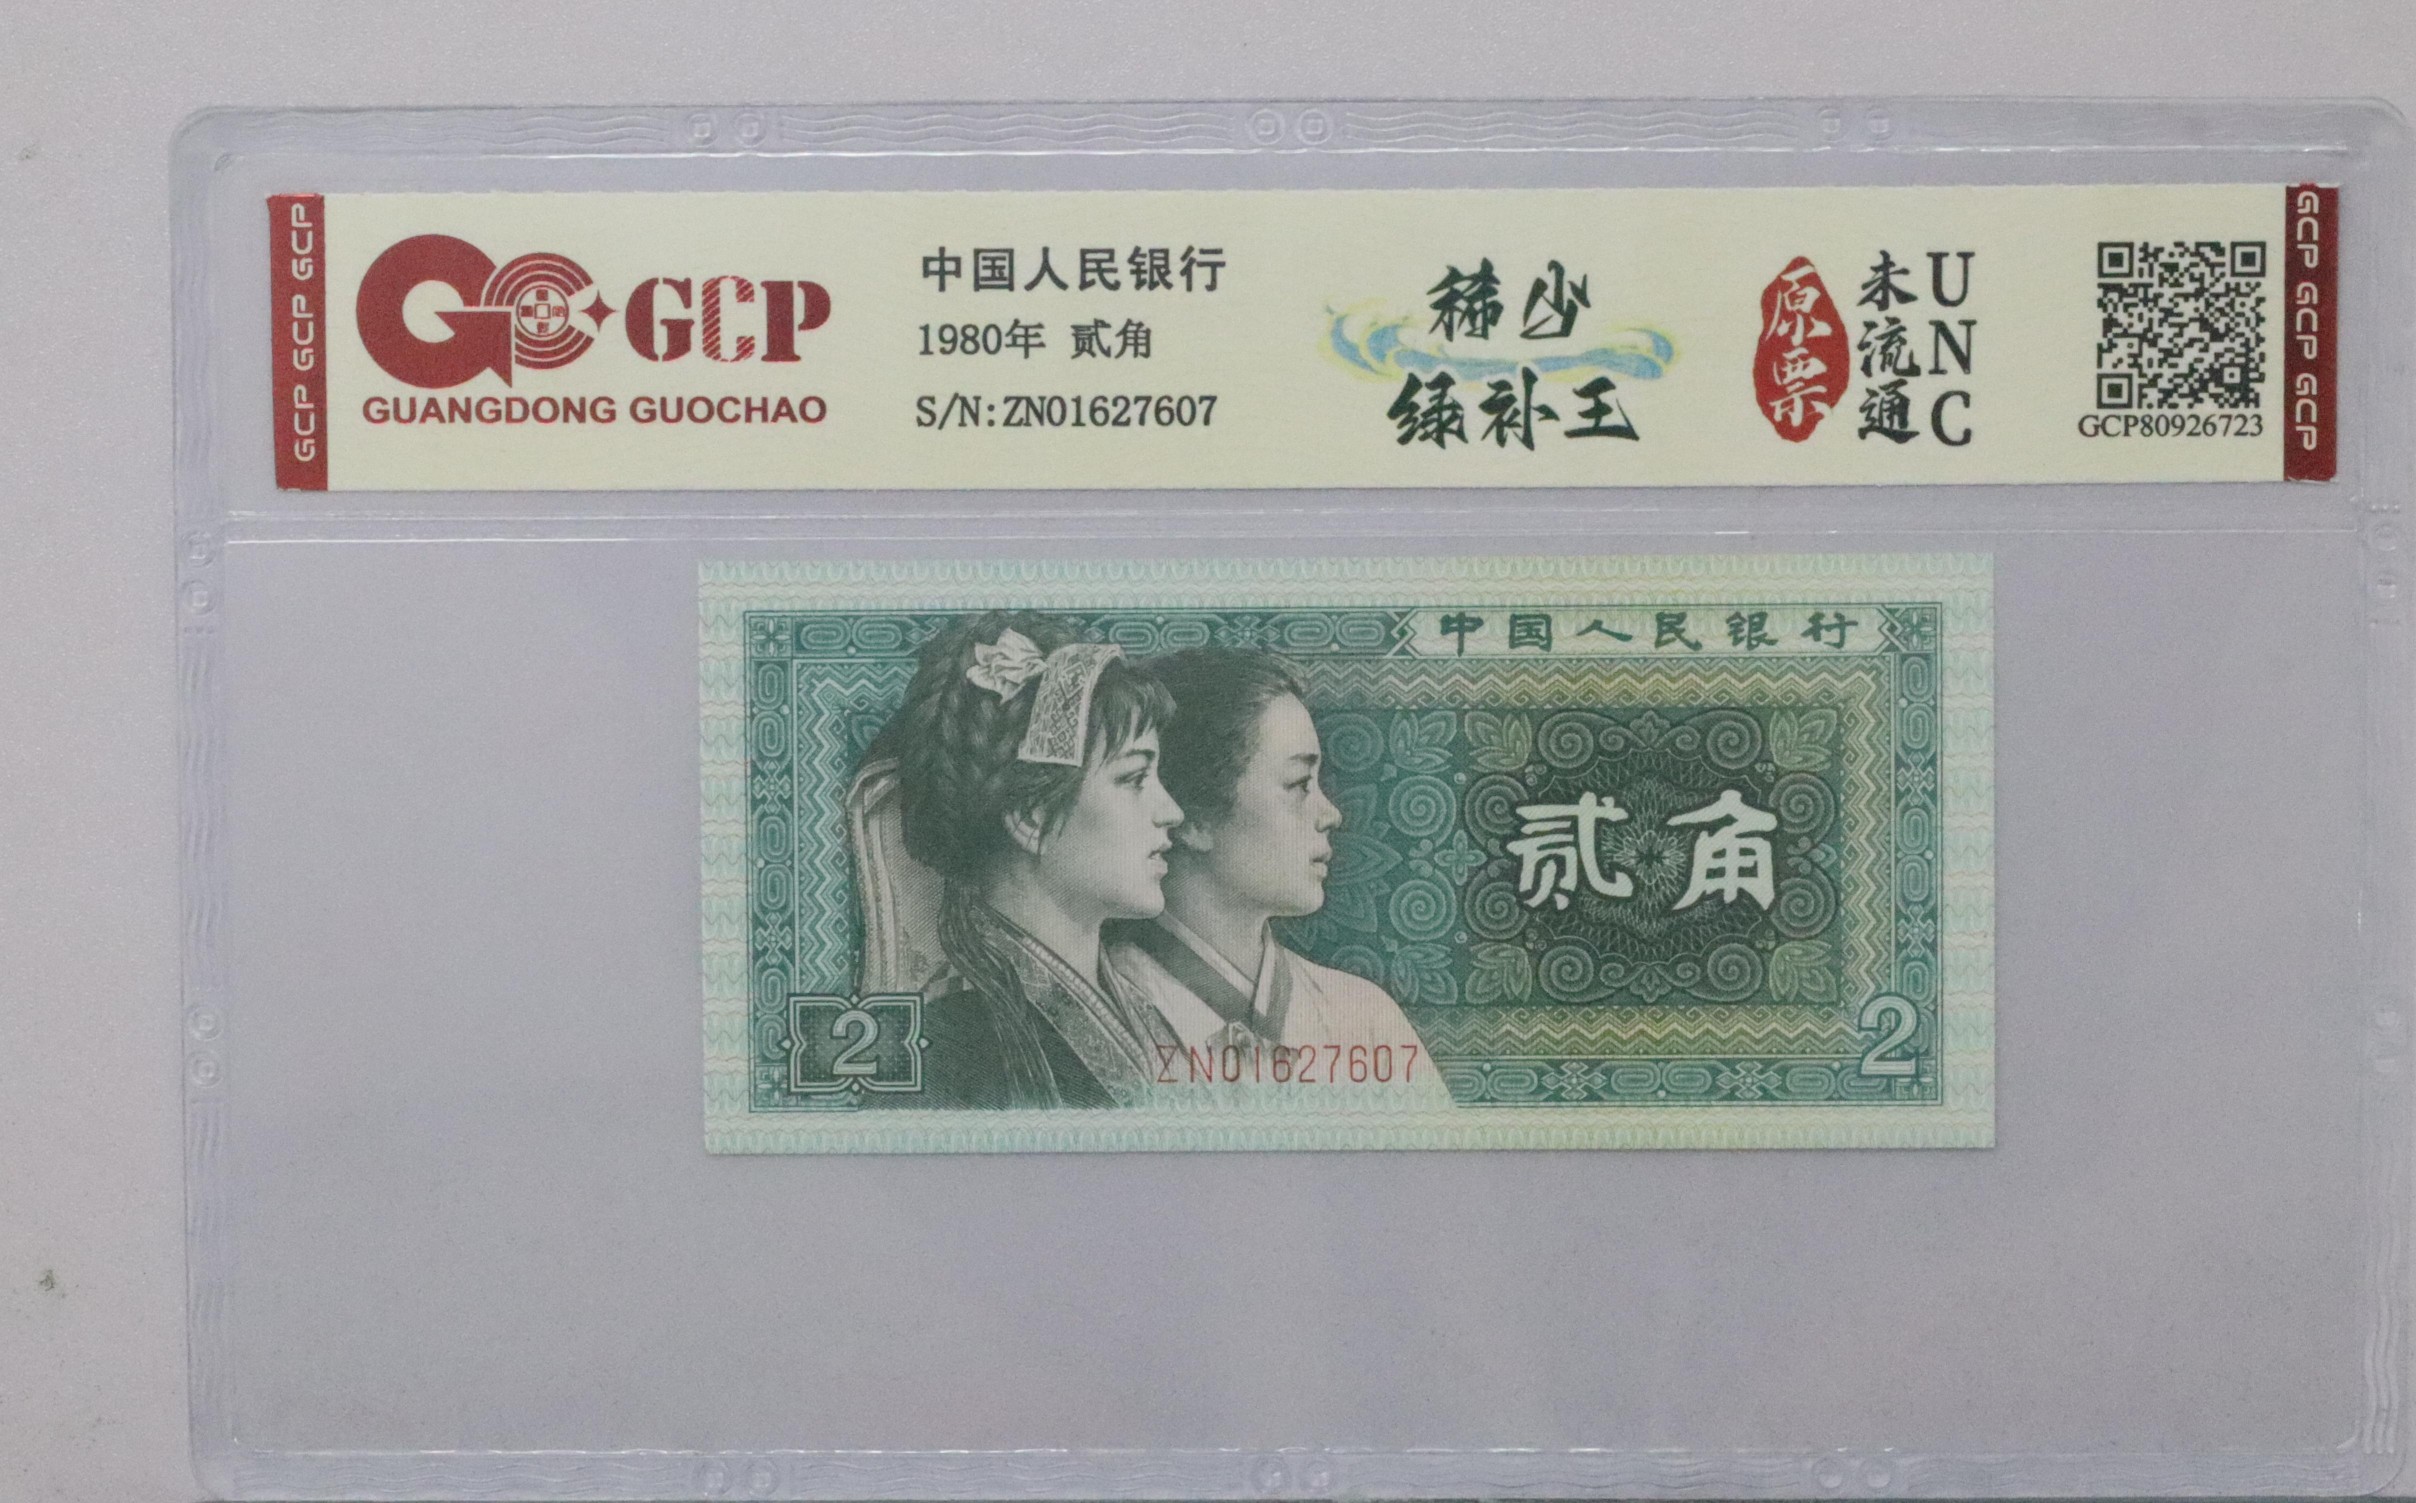 GCP GCP GCP
GCP
GUANGDONG GUOCHAO
中国人民银行
1980年 贰角
S/N:ZN01627607
稀少
绿补王
原票
未流通
UNC
GCP80926723
GCP GCP GCP
中国人民银行
贰角
2
ZN01627607
2